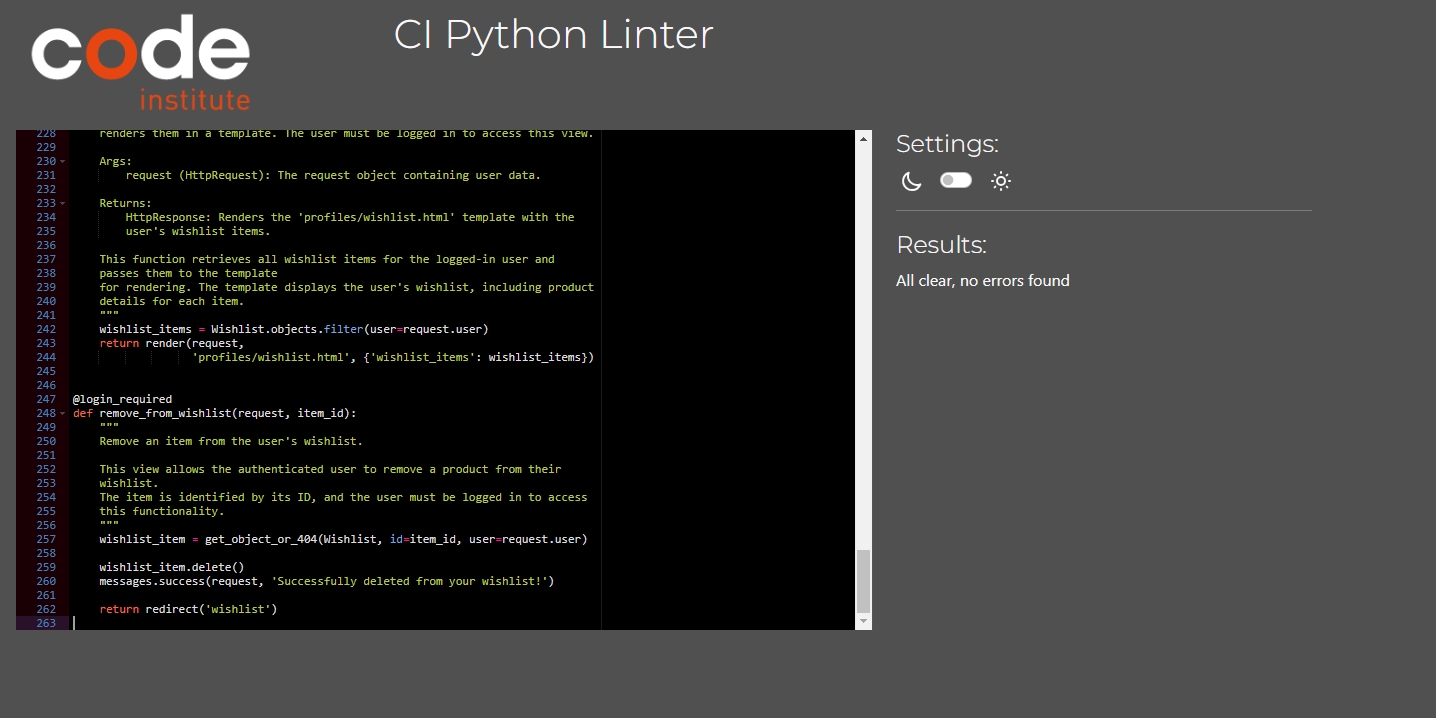 code
institute
CI Python Linter
228 renders them in a template. The user must be logged in to access this view.
229
230 Args:
231 request (HttpRequest): The request object containing user data.
232
233 Returns:
234 HttpResponse: Renders the 'profiles/wishlist.html' template with the
235 user's wishlist items.
236
237 This function retrieves all wishlist items for the logged-in user and
238 passes them to the template
239 for rendering. The template displays the user's wishlist, including product
240 details for each item.
241 """
242 wishlist_items = Wishlist.objects.filter(user=request.user)
243 return render(request,
244 'profiles/wishlist.html', {'wishlist_items': wishlist_items})
245
246
247 @login_required
248 def remove_from_wishlist(request, item_id):
249 """
250 Remove an item from the user's wishlist.
251
252 This view allows the authenticated user to remove a product from their
253 wishlist.
254 The item is identified by its ID, and the user must be logged in to access
255 this functionality.
256 """
257 wishlist_item = get_object_or_404(Wishlist, id=item_id, user=request.user)
258
259 wishlist_item.delete()
260 messages.success(request, 'Successfully deleted from your wishlist!')
261
262 return redirect('wishlist')
263
Settings:
Results:
All clear, no errors found